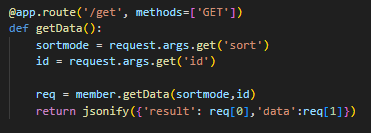 @app.route('/get', methods=['GET'])
def getData():
    sortmode = request.args.get('sort')
    id = request.args.get('id')

    req = member.getData(sortmode,id)
    return jsonify({'result': req[0],'data':req[1]})